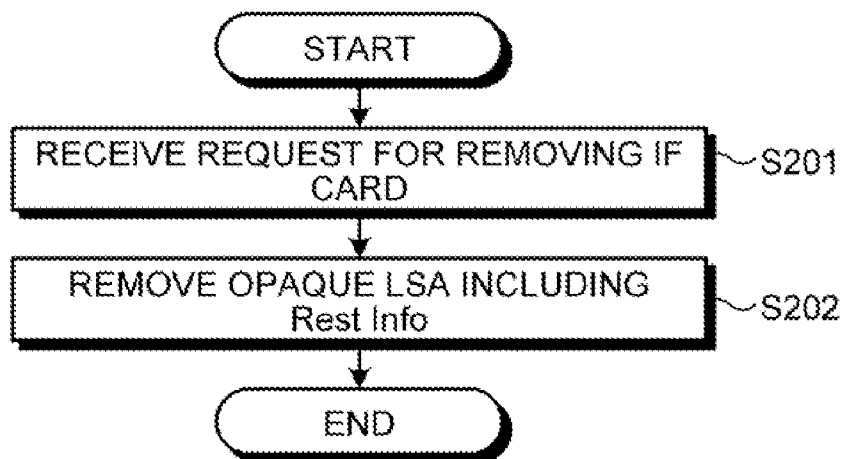 START
RECEIVE REQUEST FOR REMOVING IF
CARD
S201
REMOVE OPAQUE LSA INCLUDING
Rest Info
S202
END